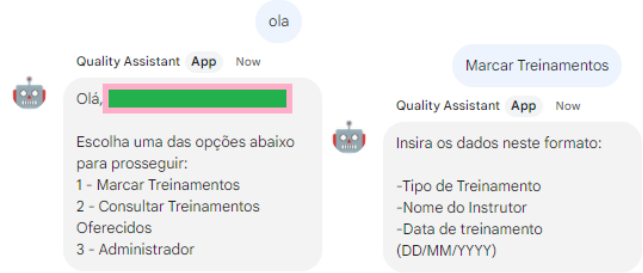 ola
Quality Assistant App Now
Olá,
Escolha uma das opções abaixo
para prosseguir:
1 - Marcar Treinamentos
2 - Consultar Treinamentos
Oferecidos
3 - Administrador
Marcar Treinamentos
Quality Assistant App Now
Insira os dados neste formato:
-Tipo de Treinamento
-Nome do Instrutor
-Data de treinamento
(DD/MM/YYYY)